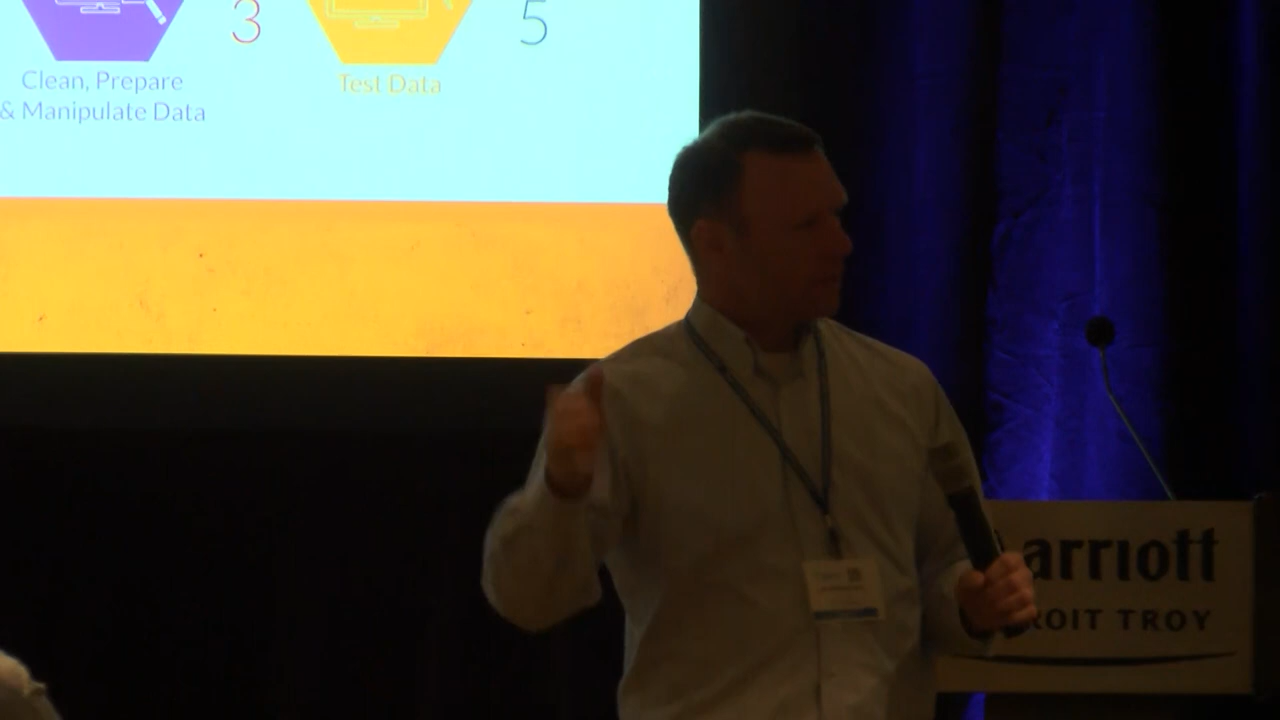 3
5
Clean, Prepare
& Manipulate Data
Test Data
arriott
ROIT TROY